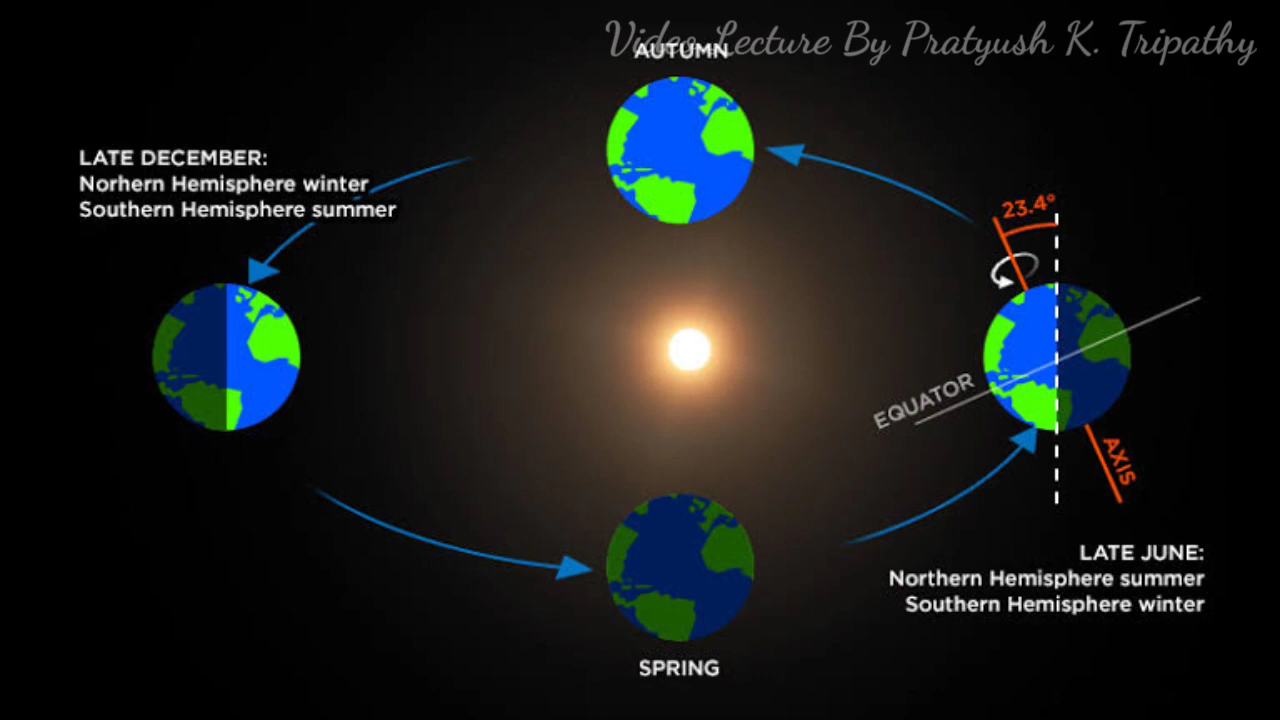 Video Lecture By Pratyush K. Tripathy
AUTUMN
LATE DECEMBER:
Norhern Hemisphere winter
Southern Hemisphere summer
23.4°
EQUATOR
AXIS
LATE JUNE:
Northern Hemisphere summer
Southern Hemisphere winter
SPRING